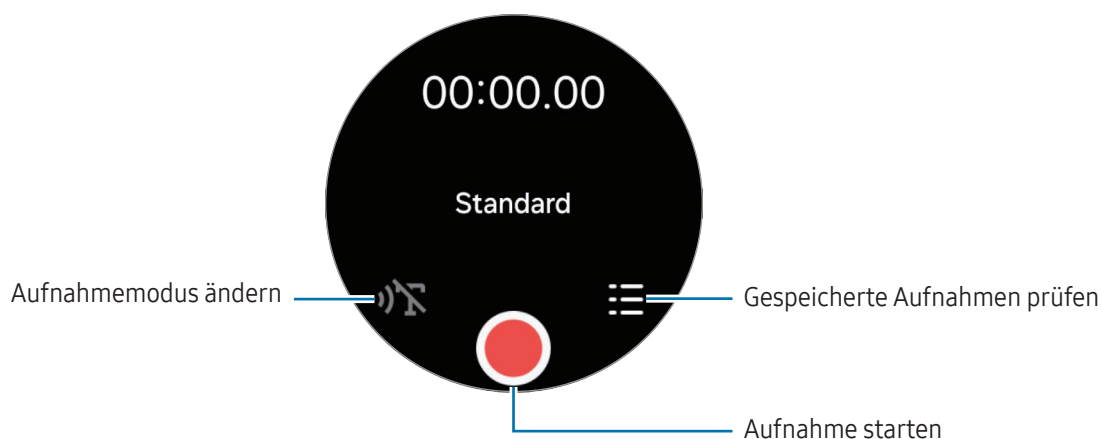 00:00.00
Standard
Aufnahmemodus ändern
Gespeicherte Aufnahmen prüfen
Aufnahme starten